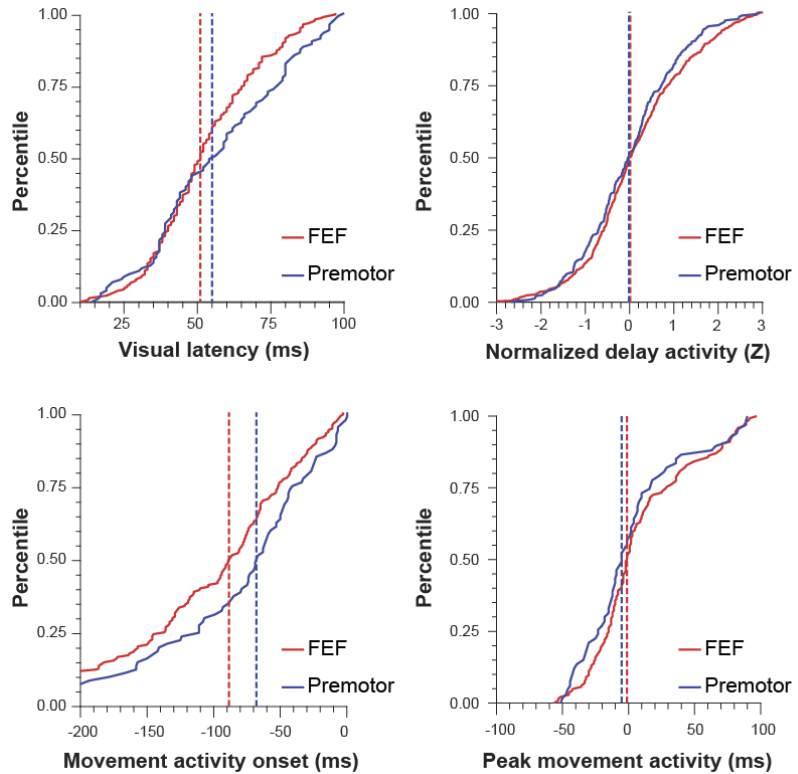 1.00
0.75
0.50
0.25
0.00
Percentile
FEF
Premotor
25
50
75
100
Visual latency (ms)
1.00
0.75
0.50
0.25
0.00
Percentile
FEF
Premotor
-3
-2
-1
0
1
2
3
Normalized delay activity (Z)
1.00
0.75
0.50
0.25
0.00
Percentile
FEF
Premotor
-200
-150
-100
-50
0
Movement activity onset (ms)
1.00
0.75
0.50
0.25
0.00
Percentile
FEF
Premotor
-100
-50
0
50
100
Peak movement activity (ms)